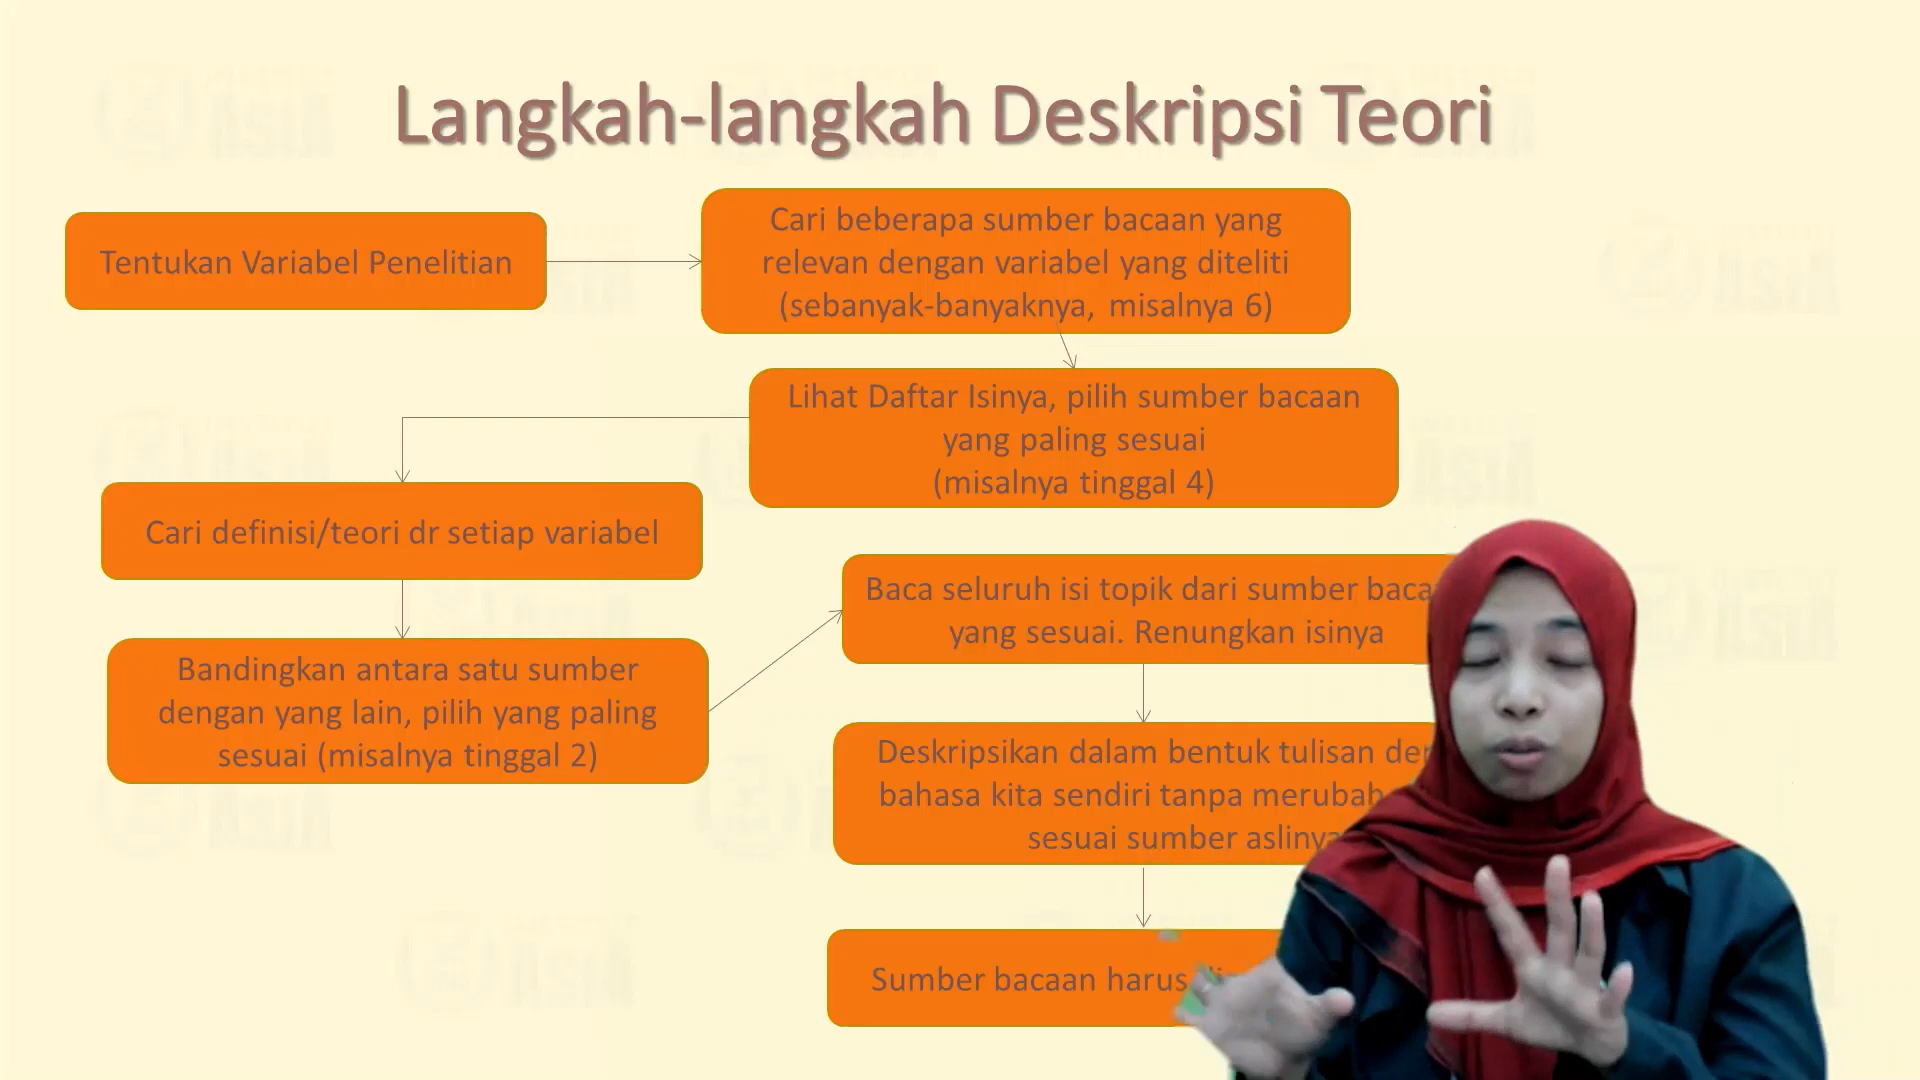 Langkah-langkah Deskripsi Teori
Tentukan Variabel Penelitian
Cari beberapa sumber bacaan yang
relevan dengan variabel yang diteliti
(sebanyak-banyaknya, misalnya 6)
Lihat Daftar Isinya, pilih sumber bacaan
yang paling sesuai
(misalnya tinggal 4)
Cari definisi/teori dr setiap variabel
Bandingkan antara satu sumber
dengan yang lain, pilih yang paling
sesuai (misalnya tinggal 2)
Baca seluruh isi topik dari sumber
yang sesuai. Renungkan isinya
Deskripsikan dalam bentuk tulisan
bahasa kita sendiri tanpa merubah
sesuai sumber aslinya
Sumber bacaan harus